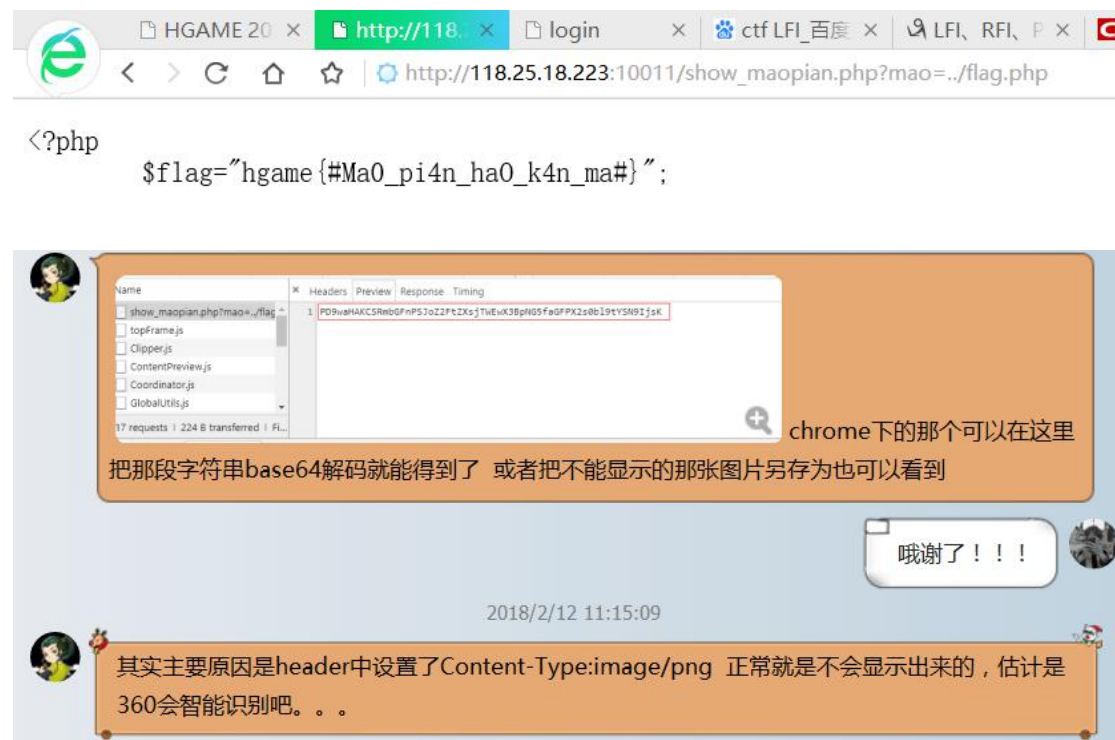 HGAME 20 ×
http://118. ×
login ×
ctf LFI_百度 ×
LFI、RFI、P ×
http://118.25.18.223:10011/show_maopian.php?mao=../flag.php
<?php
$flag="hgame{#Ma0_pi4n_ha0_k4n_ma#}";
Name
× Headers Preview Response Timing
show_maopian.php?mao=../flag
topFrame.js
Clipper.js
ContentPreview.js
Coordinator.js
GlobalUtils.js
17 requests | 224 B transferred | Fi...
1
chrome下的那个可以在这里
把那段字符串base64解码就能得到了 或者把不能显示的那张图片另存为也可以看到
哦谢了！！！
2018/2/12 11:15:09
其实主要原因是header中设置了Content-Type:image/png 正常就是不会显示出来的，估计是
360会智能识别吧。。。